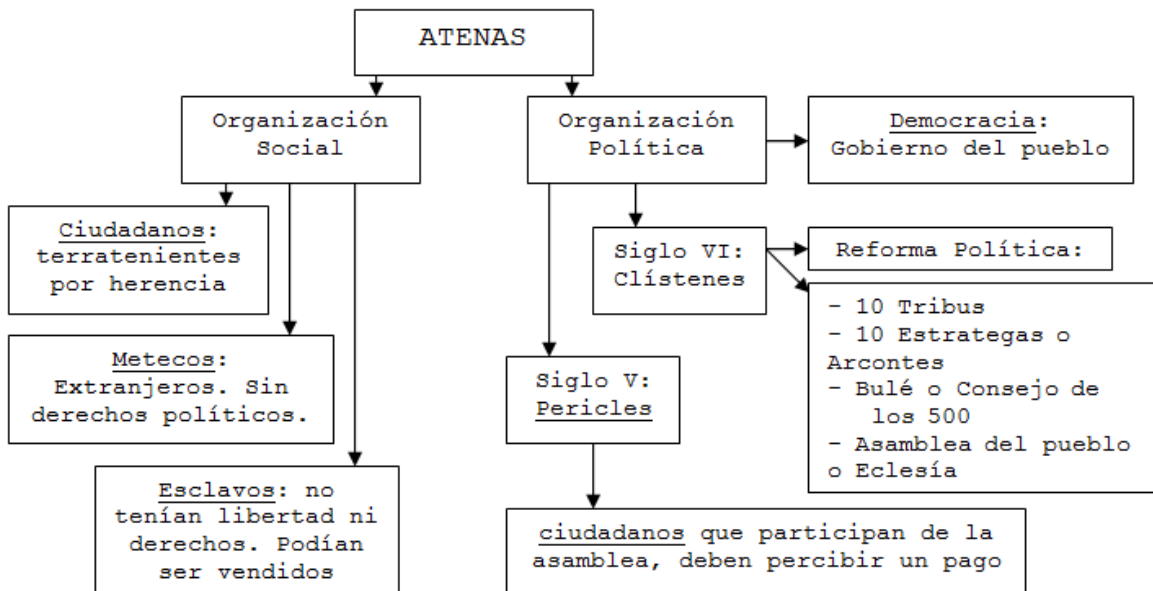 ATENAS
Organización
Social
Organización
Política
Democracia:
Gobierno del pueblo
Ciudadanos:
terratenientes
por herencia
Siglo VI:
Clístenes
Reforma Política:
- 10 Tribus
- 10 Estrategas o
Arcontes
- Bulé o Consejo de
los 500
- Asamblea del pueblo
o Eclesía
Metecos:
Extranjeros. Sin
derechos políticos.
Siglo V:
Pericles
Esclavos: no
tenían libertad ni
derechos. Podían
ser vendidos
ciudadanos que participan de la
asamblea, deben percibir un pago